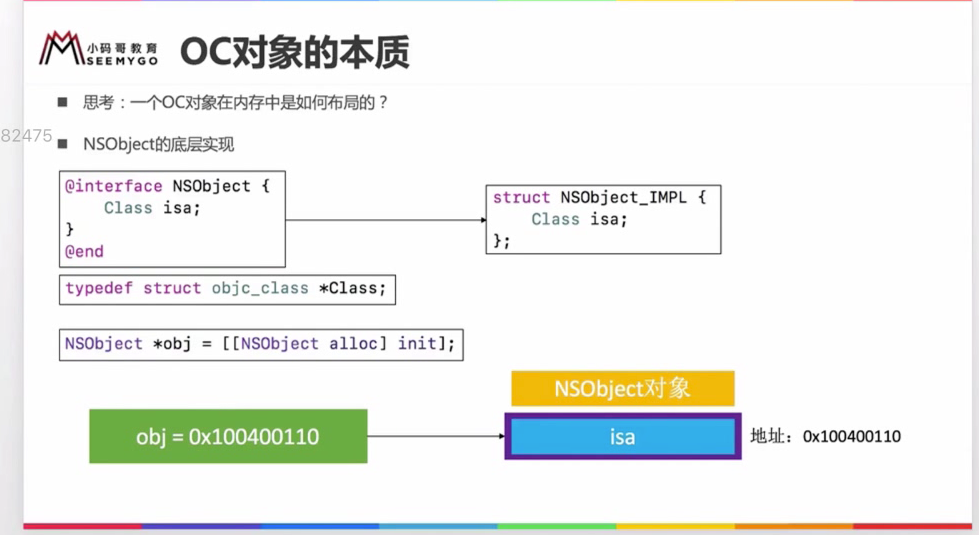 小码哥教育
SEEMYGO
OC对象的本质
■ 思考：一个OC对象在内存中是如何布局的？
82475
■ NSObject的底层实现
@interface NSObject {
    Class isa;
}
@end
struct NSObject_IMPL {
    Class isa;
};
typedef struct objc_class *Class;
NSObject *obj = [[NSObject alloc] init];
NSObject对象
obj = 0x100400110
isa
地址：0x100400110